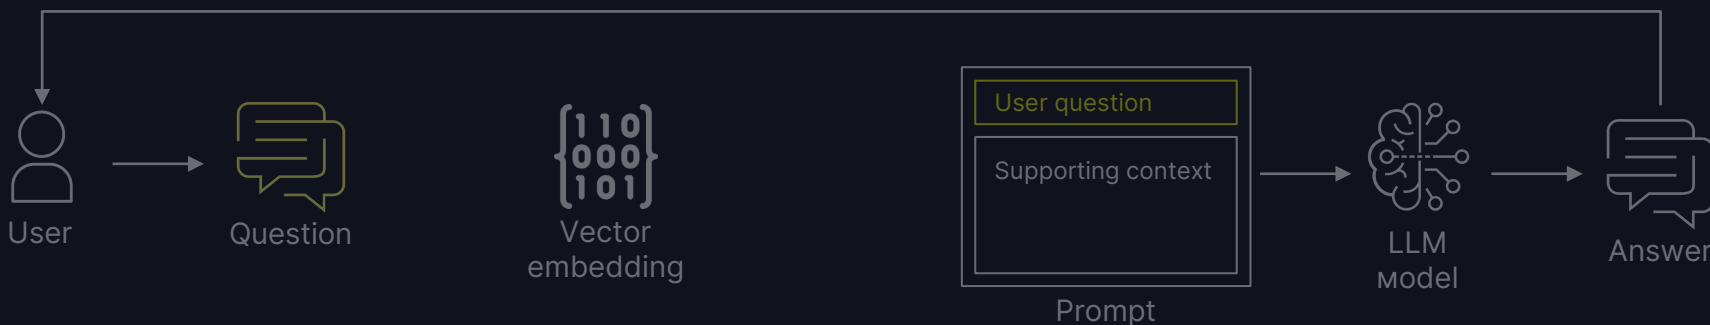 User
Question
110
000
101
Vector
embedding
User question
Supporting context
Prompt
LLM
Model
Answer